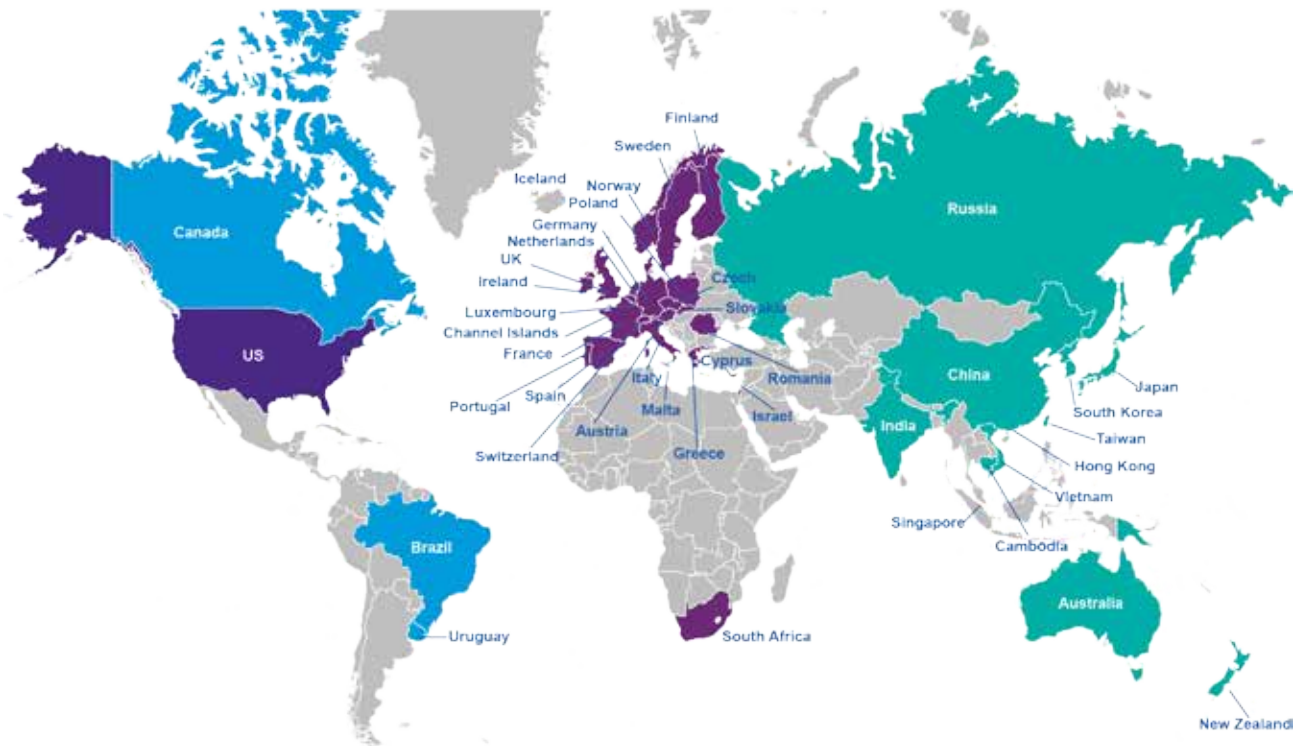 Finland
Sweden
Iceland
Norway
Poland
Germany
Netherlands
UK
Ireland
Luxembourg
Channel Islands
France
Portugal
Spain
Switzerland
Austria
Italy
Malta
Greece
Cyprus
Israel
Romania
Czech
Slovakia
Canada
US
Brazil
Uruguay
South Africa
Russia
China
India
Japan
South Korea
Taiwan
Hong Kong
Vietnam
Singapore
Cambodia
Australia
New Zealand